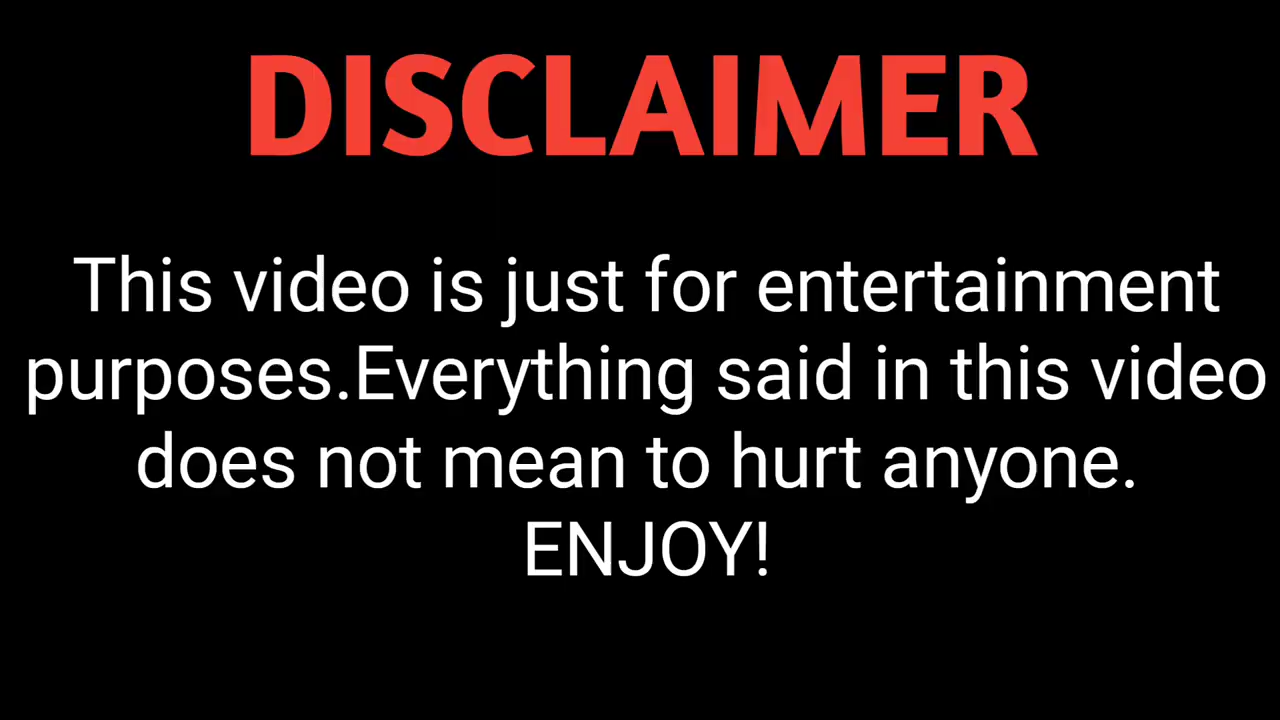 DISCLAIMER
This video is just for entertainment
purposes.Everything said in this video
does not mean to hurt anyone.
ENJOY!